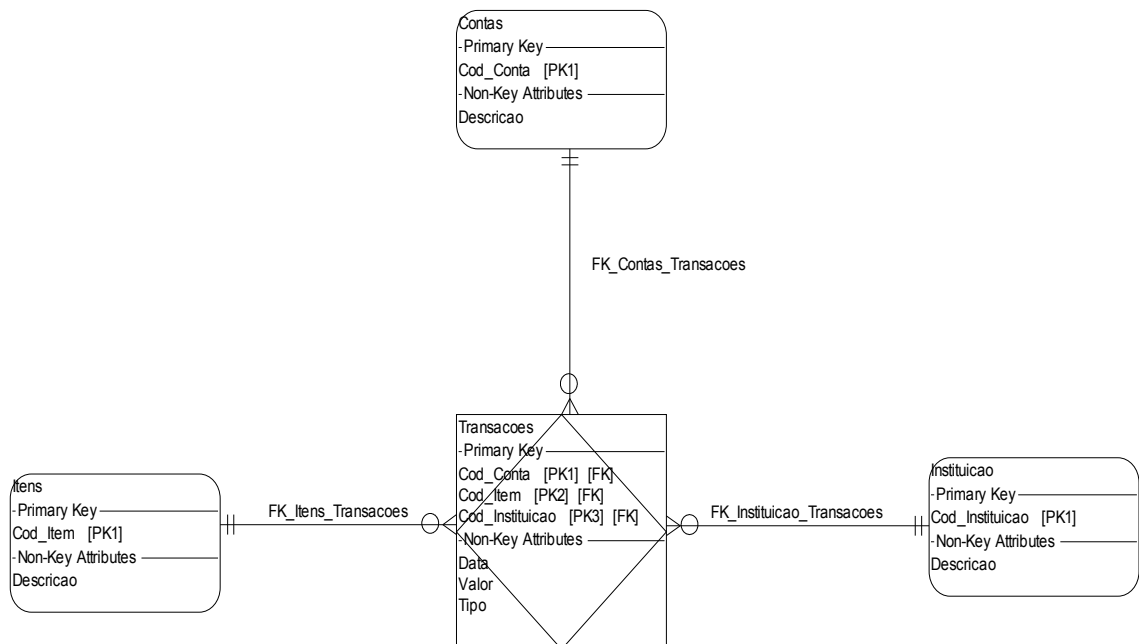 Contas
Primary Key
Cod_Conta [PK1]
Non-Key Attributes
Descricao
FK_Contas_Transacoes
Transacoes
Primary Key
Cod_Conta [PK1] [FK]
Cod_Item [PK2] [FK]
Cod_Instituicao [PK3] [FK]
Non-Key Attributes
Data
Valor
Tipo
Itens
Primary Key
Cod_Item [PK1]
Non-Key Attributes
Descricao
FK_Itens_Transacoes
FK_Instituicao_Transacoes
Instituicao
Primary Key
Cod_Instituicao [PK1]
Non-Key Attributes
Descricao